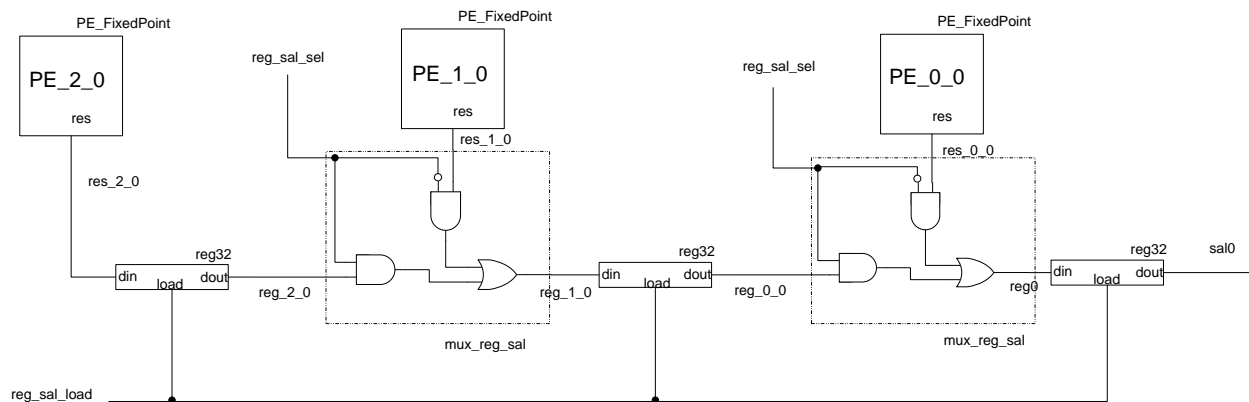 PE_FixedPoint
PE_2_0
res
res_2_0
reg_sal_sel
PE_FixedPoint
PE_1_0
res
res_1_0
reg_sal_sel
PE_FixedPoint
PE_0_0
res
res_0_0
reg32
din
load
dout
reg_2_0
mux_reg_sal
reg_1_0
reg32
din
load
dout
reg_0_0
mux_reg_sal
reg0
reg32
din
load
dout
sal0
reg_sal_load